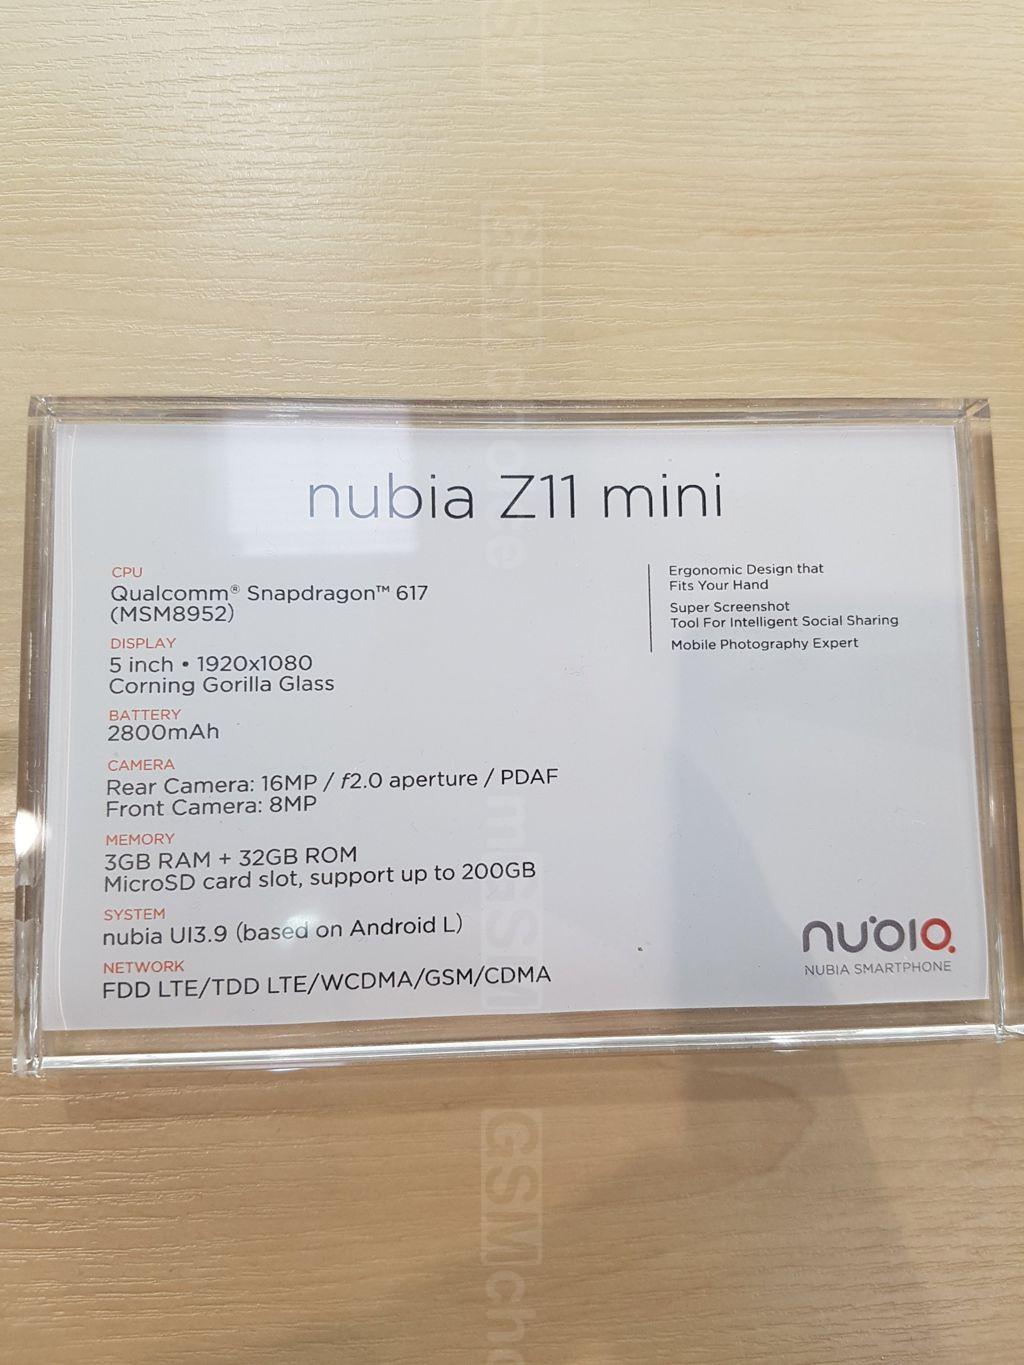 nubia Z11 mini
CPU
Qualcomm® Snapdragon™ 617
(MSM8952)
DISPLAY
5 inch • 1920x1080
Corning Gorilla Glass
BATTERY
2800mAh
CAMERA
Rear Camera: 16MP / f2.0 aperture / PDAF
Front Camera: 8MP
MEMORY
3GB RAM + 32GB ROM
MicroSD card slot, support up to 200GB
SYSTEM
nubia UI3.9 (based on Android L)
NETWORK
FDD LTE/TDD LTE/WCDMA/GSM/CDMA
Ergonomic Design that
Fits Your Hand
Super Screenshot
Tool For Intelligent Social Sharing
Mobile Photography Expert
nubia
NUBIA SMARTPHONE